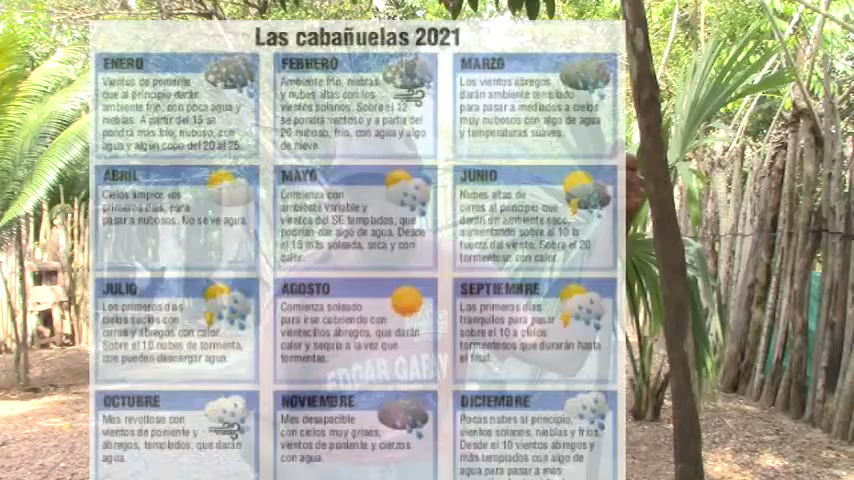 Las cabañuelas 2021
ENERO
Vientos de poniente
que al principio darán
ambiente frío, con poca agua y
nieblas. A partir del 15 se
pondrá más frío, nuboso, con
agua y algún copo del 20 al 25.
FEBRERO
Ambiente frío, nieblas
y nubes altas con los
vientos solanos. Sobre el 12
se pondrá ventoso y a partir del
20 nuboso, frío, con agua y algo
de nieve.
MARZO
Los vientos ábregos
darán ambiente templado
para pasar a mediados a cielos
muy nubosos con algo de agua
y temperaturas suaves.
ABRIL
Cielos limpios los
primeros días, para
pasar a nubosos. No se ve agua.
MAYO
Comienza con
ambiente variable y
vientos del SE templados, que
podrían dar algo de agua. Desde
el 15 más soleada, seca y con
calor.
JUNIO
Nubes altas de
cirros al principio que
darán un ambiente seco,
aumentando sobre el 10 la
fuerza del viento. Sobre el 20
tormentoso con calor.
JULIO
Los primeros días
cielos sucios con
calma y ábregos con calor.
Sobre el 10 nubes de tormenta,
que pueden descargar agua.
AGOSTO
Comienza soleado
para irse cubriendo con
vientecillos ábregos, que darán
calor y sequía a la vez que
tormentas.
SEPTIEMBRE
Los primeros días
tranquilos para pasar
sobre el 10 a cielos
tormentosos que durarán hasta
el final.
OCTUBRE
Mes revoltoso con
vientos de poniente y
ábregos, templados, que darán
agua.
NOVIEMBRE
Mes desapacible
con cielos muy grises,
vientos de poniente y cierzos
con agua.
DICIEMBRE
Pocas nubes al principio,
vientos solanos, nieblas y fríos.
Desde el 10 vientos ábregos y
más templados con algo de
agua para pasar a más
EDGAR GARAY